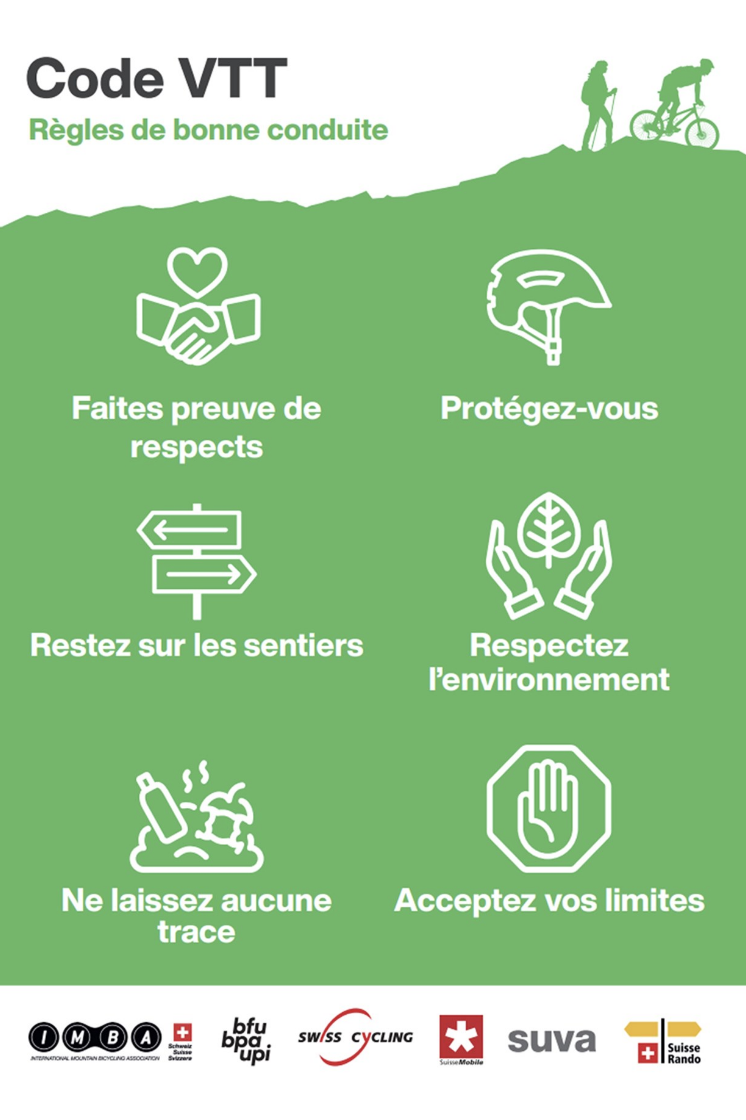 Code VTT
Règles de bonne conduite
Faites preuve de
respects
Protégez-vous
Restez sur les sentiers
Respectez
l'environnement
Ne laissez aucune
trace
Acceptez vos limites
IMBA
INTERNATIONAL MOUNTAIN BICYCLING ASSOCIATION
Schweiz
Suisse
Svizzera
bfu
bpa
upi
SWISS CYCLING
SuisseMobile
suva
Suisse
Rando